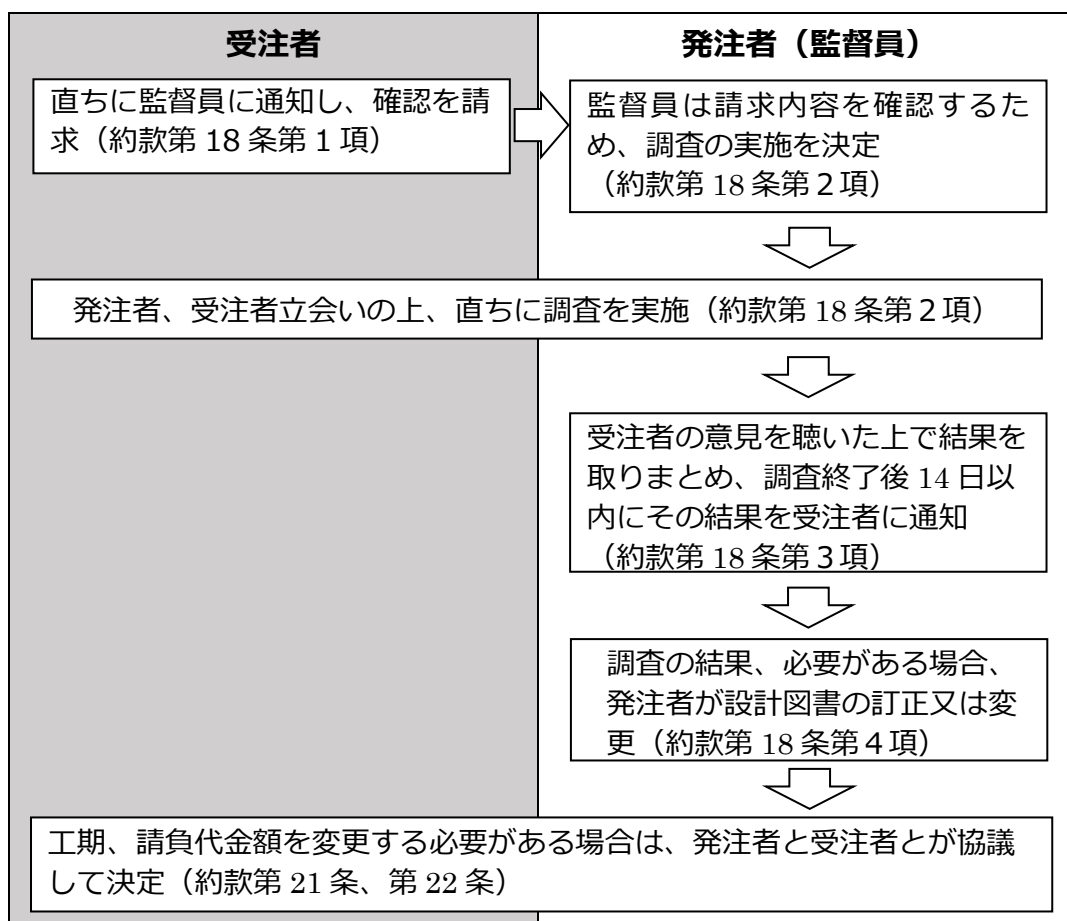 受注者
発注者（監督員）
直ちに監督員に通知し、確認を請
求（約款第 18 条第１項）
監督員は請求内容を確認するた
め、調査の実施を決定
（約款第 18 条第２項）
発注者、受注者立会いの上、直ちに調査を実施（約款第 18 条第２項）
受注者の意見を聴いた上で結果を
取りまとめ、調査終了後 14 日以
内にその結果を受注者に通知
（約款第 18 条第３項）
調査の結果、必要がある場合、
発注者が設計図書の訂正又は変
更（約款第 18 条第４項）
工期、請負代金額を変更する必要がある場合は、発注者と受注者とが協議
して決定（約款第 21 条、第 22 条）